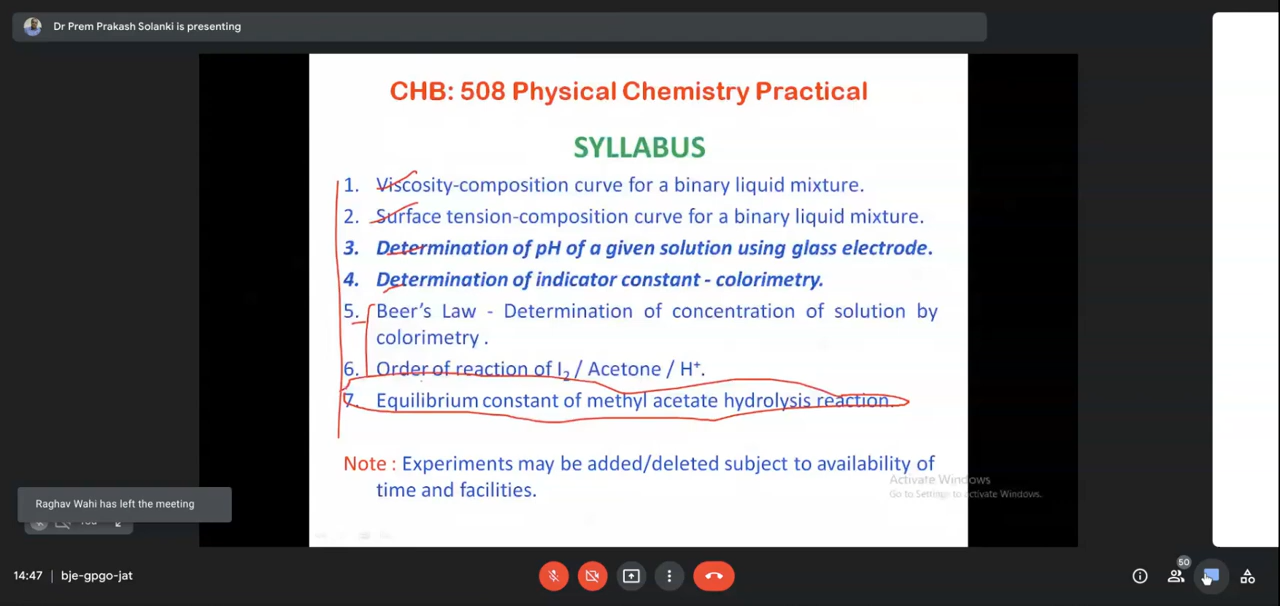 Dr Prem Prakash Solanki is presenting
CHB: 508 Physical Chemistry Practical
SYLLABUS
1. Viscosity-composition curve for a binary liquid mixture.
2. Surface tension-composition curve for a binary liquid mixture.
3. Determination of pH of a given solution using glass electrode.
4. Determination of indicator constant - colorimetry.
5. Beer's Law - Determination of concentration of solution by
colorimetry .
6. Order of reaction of I2 / Acetone / H+.
7. Equilibrium constant of methyl acetate hydrolysis reaction.
Note : Experiments may be added/deleted subject to availability of
time and facilities.
Activate Windows
Go to Settings to activate Windows.
Raghav Wahi has left the meeting
14:47 | bje-gpgo-jat
50